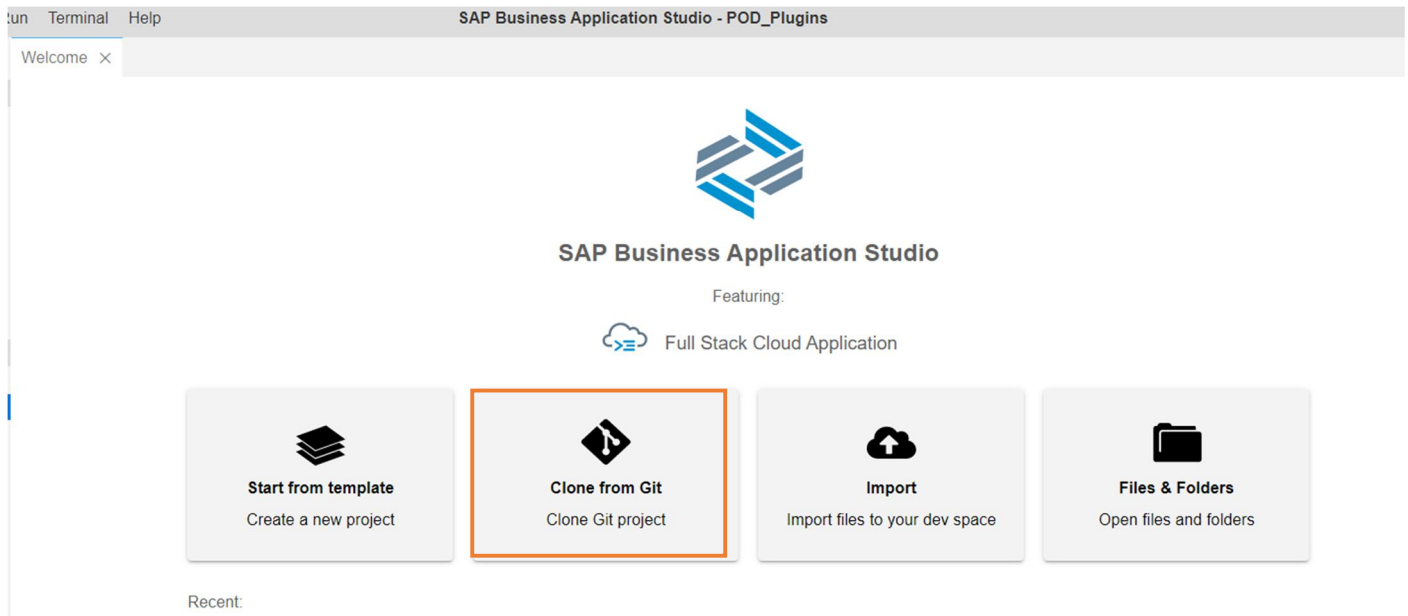 Run Terminal Help SAP Business Application Studio - POD_Plugins
Welcome
SAP Business Application Studio
Featuring:
Full Stack Cloud Application
Start from template Clone from Git Import Files & Folders
Create a new project Clone Git project Import files to your dev space Open files and folders
Recent: